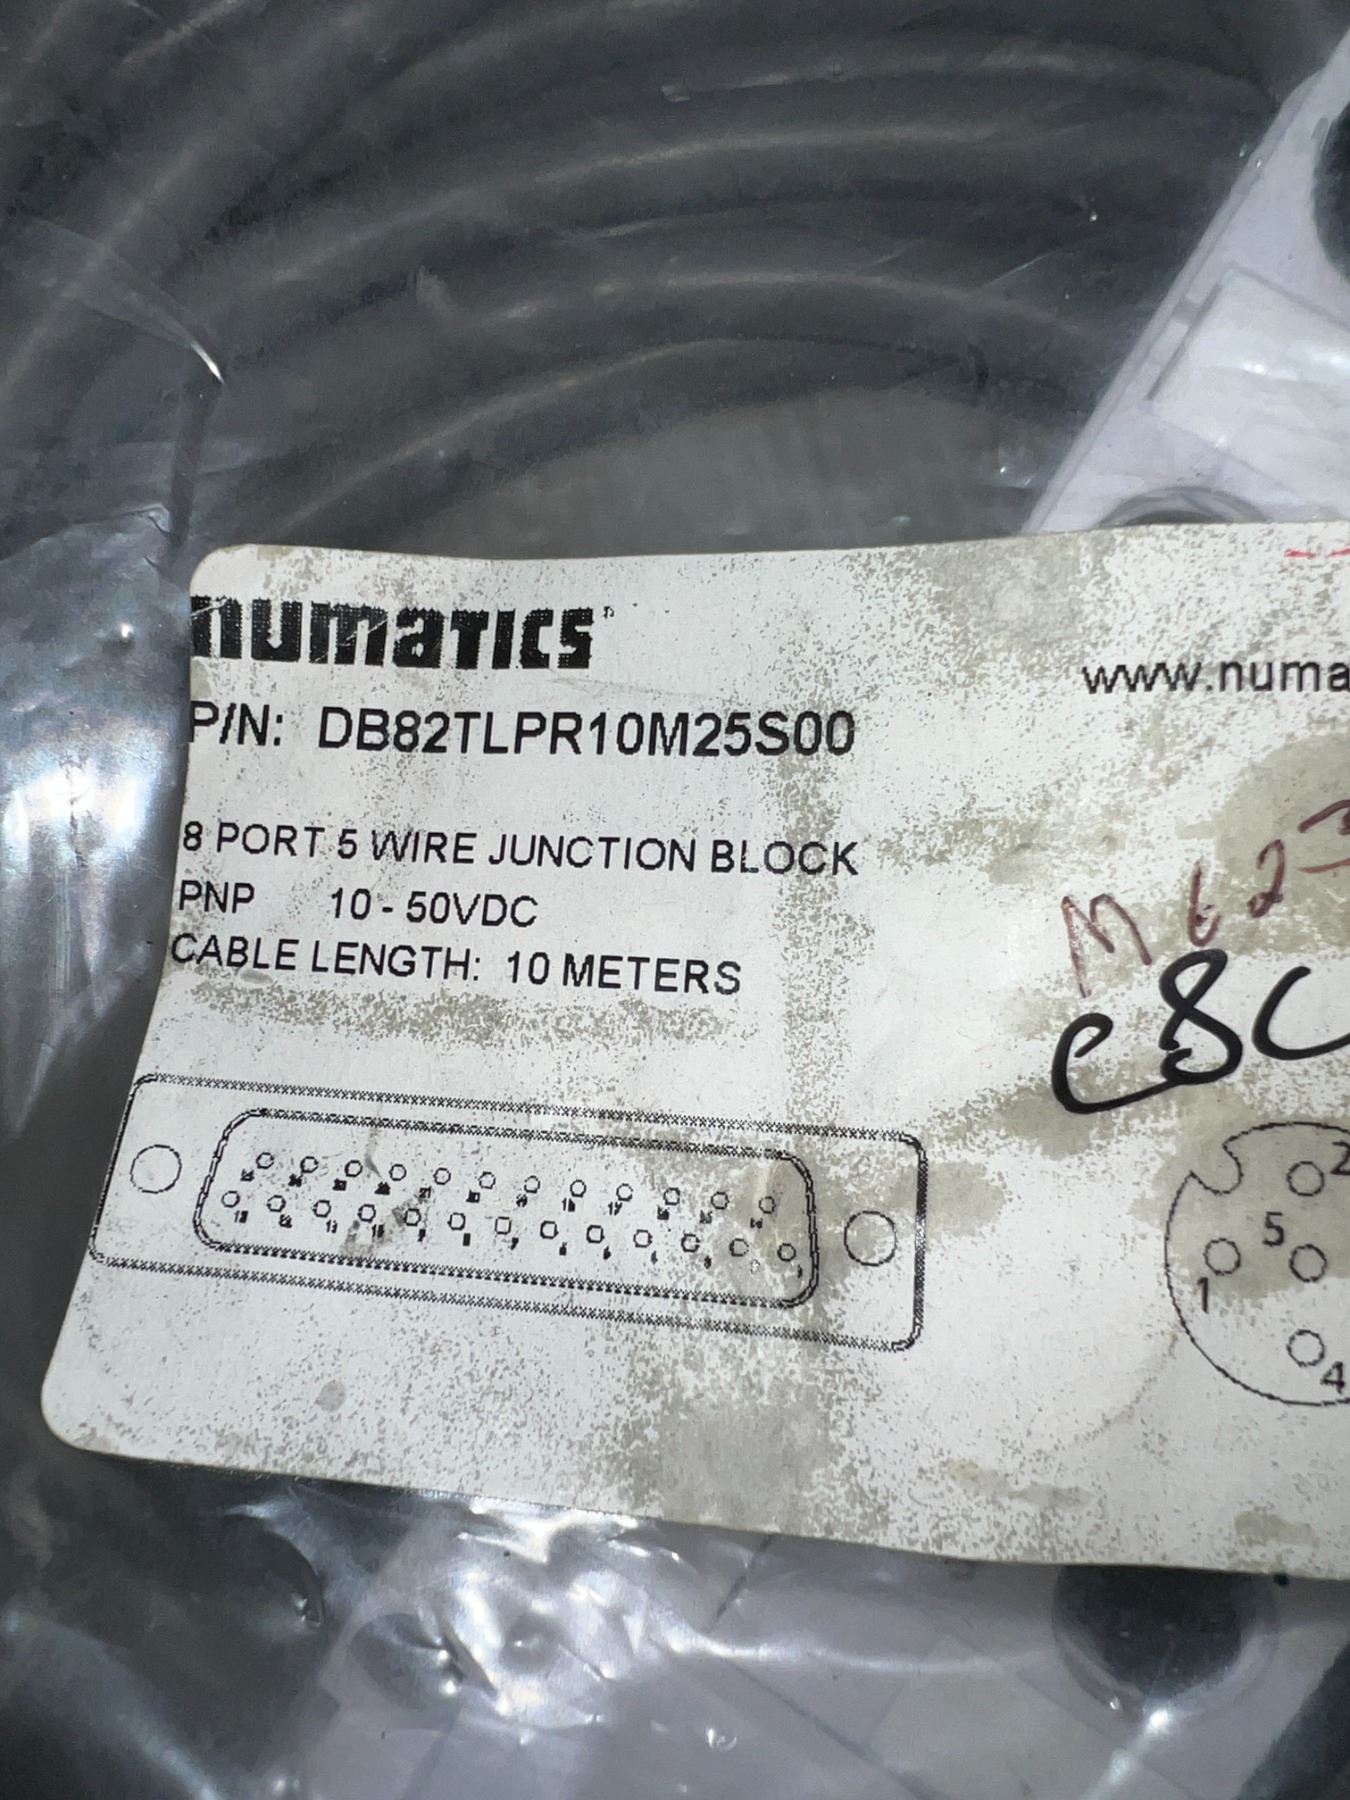 numatics
www.numa
P/N: DB82TLPR10M25S00
8 PORT 5 WIRE JUNCTION BLOCK
PNP 10 - 50VDC
CABLE LENGTH: 10 METERS
M 623
2
5
1
4